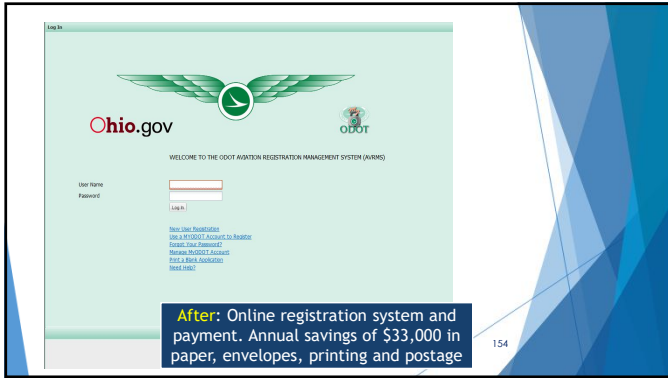 Log In
Ohio.gov
ODOT
WELCOME TO THE ODOT AVIATION REGISTRATION MANAGEMENT SYSTEM (AVRMS)
User Name
Password
Log In
New User Registration
Use a MYODOT Account to Register
Forgot Your Password?
Manage MyODOT Account
Print a Blank Application
Need Help?
After: Online registration system and
payment. Annual savings of $33,000 in
paper, envelopes, printing and postage
154